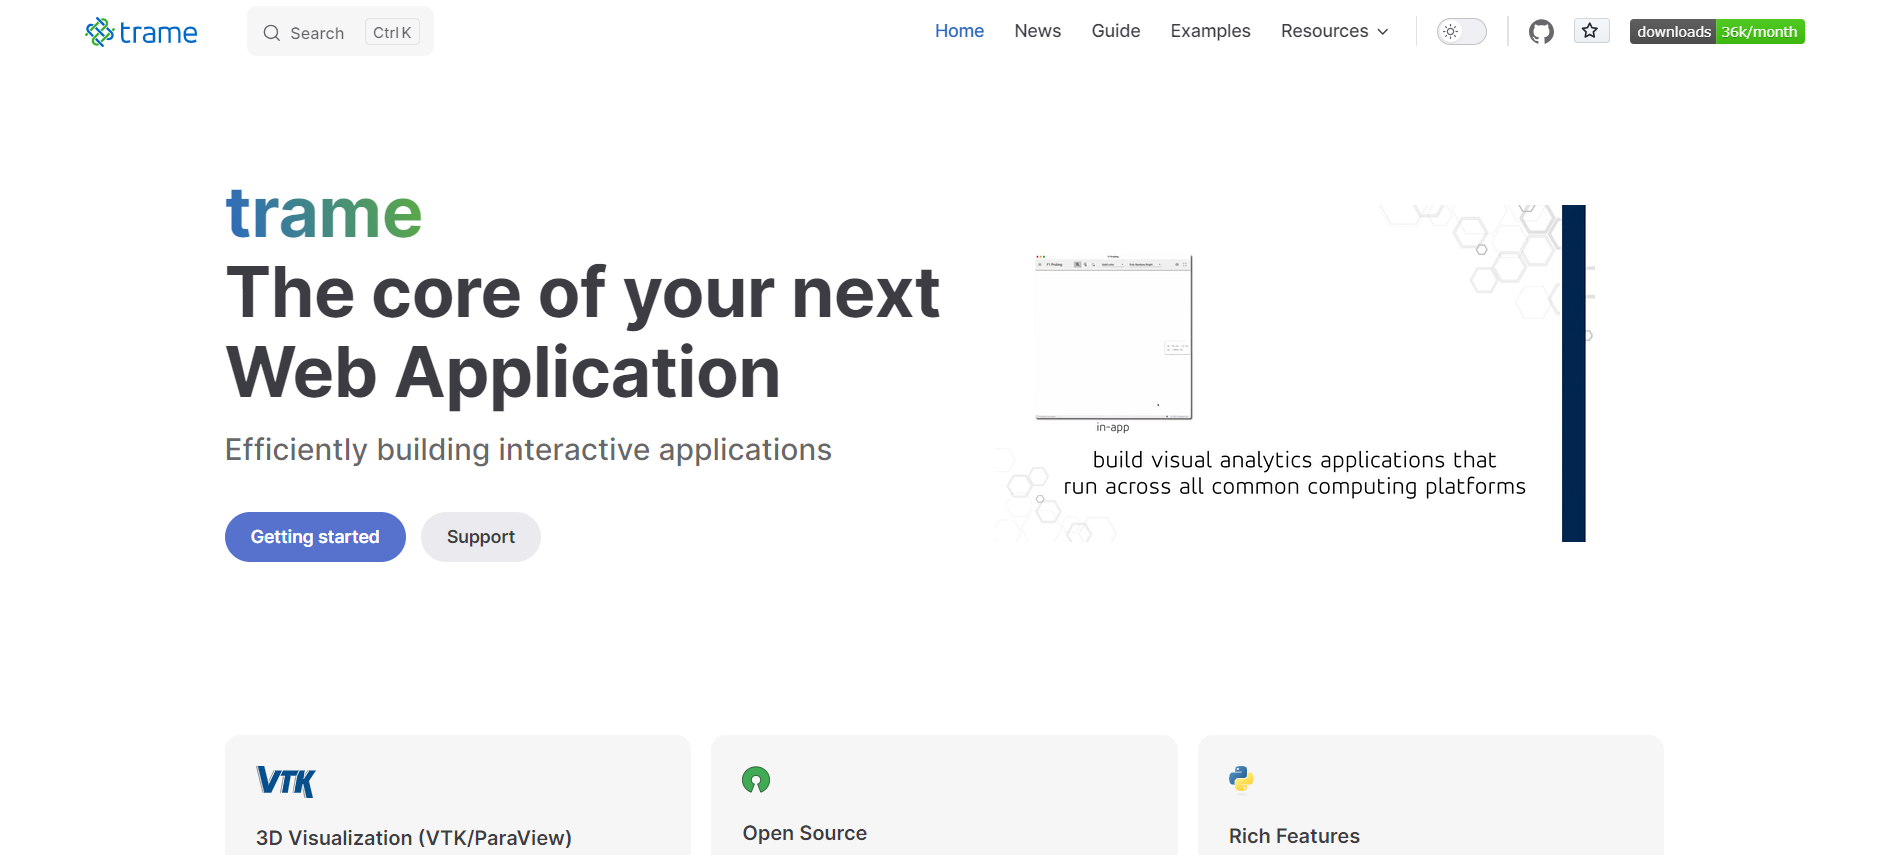 trame
Search Ctrl K
Home News Guide Examples Resources
downloads 36k/month
trame
The core of your next
Web Application
Efficiently building interactive applications
Getting started Support
in-app
build visual analytics applications that
run across all common computing platforms
VTK
3D Visualization (VTK/ParaView)
Open Source
Rich Features